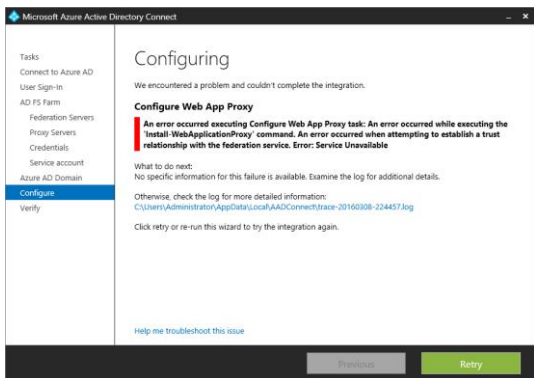 Microsoft Azure Active Directory Connect
Tasks
Connect to Azure AD
User Sign-In
AD FS Farm
Federation Servers
Proxy Servers
Credentials
Service account
Azure AD Domain
Configure
Verify
Configuring
We encountered a problem and couldn't complete the integration.
Configure Web App Proxy
An error occurred executing Configure Web App Proxy task: An error occurred while executing the
'Install-WebApplicationProxy' command. An error occurred when attempting to establish a trust
relationship with the federation service. Error: Service Unavailable
What to do next:
No specific information for this failure is available. Examine the log for additional details.
Otherwise, check the log for more detailed information:
C:\Users\Administrator\AppData\Local\AADConnect\trace-20160308-224457.log
Click retry or re-run this wizard to try the integration again.
Help me troubleshoot this issue
Previous
Retry